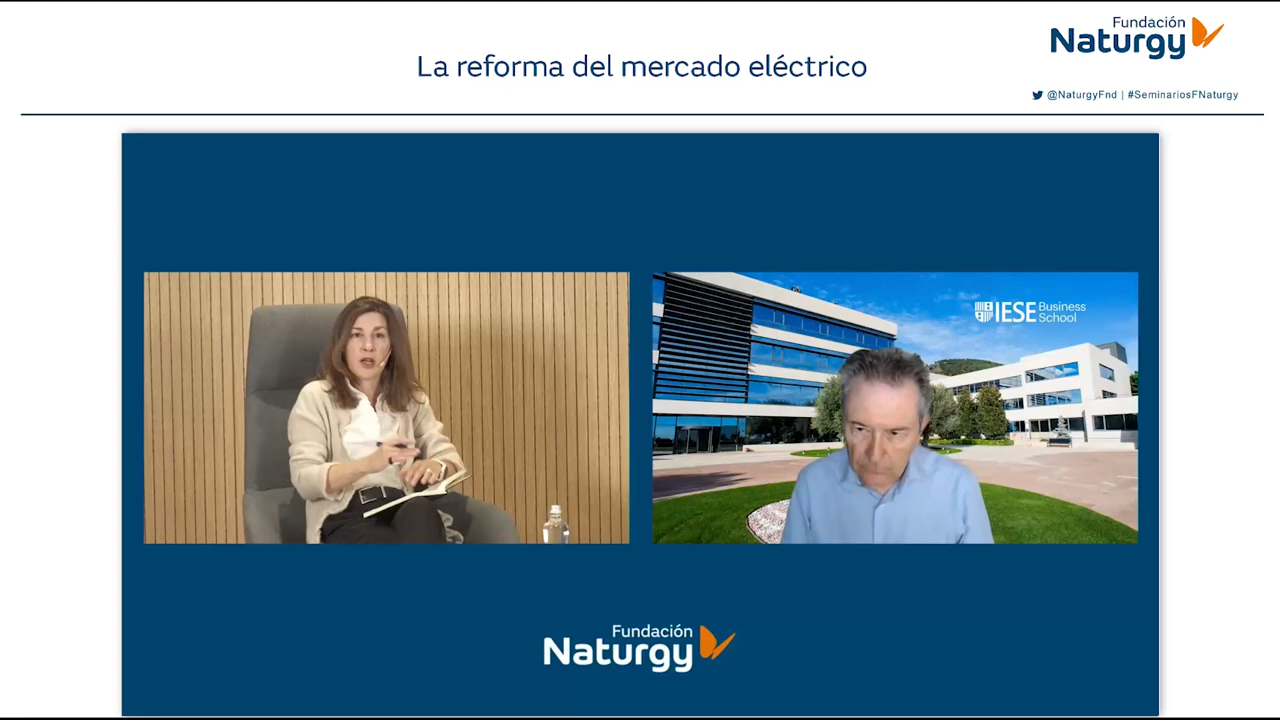 Fundación
Naturgy
La reforma del mercado eléctrico
@NaturgyFnd | #SeminariosFNaturgy
IESE Business
School
Fundación
Naturgy